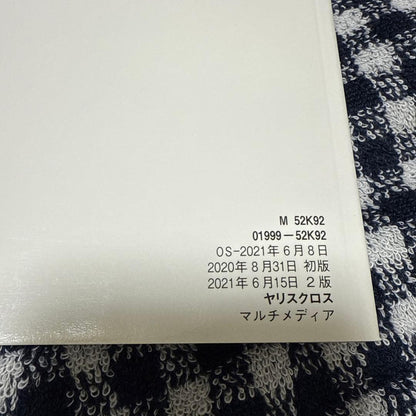 M 52K92
01999−52K92
OS−2021年6月8日
2020年8月31日 初版
2021年6月15日 2版
ヤリスクロス
マルチメディア